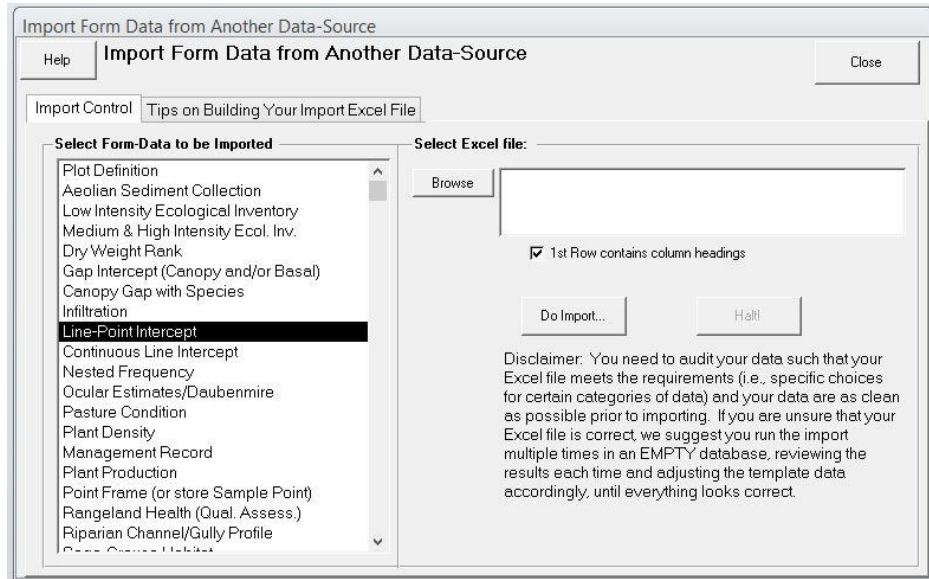 Import Form Data from Another Data-Source
Help
Import Form Data from Another Data-Source
Close
Import Control
Tips on Building Your Import Excel File
Select Form-Data to be Imported
Plot Definition
Aeolian Sediment Collection
Low Intensity Ecological Inventory
Medium & High Intensity Ecol. Inv.
Dry Weight Rank
Gap Intercept (Canopy and/or Basal)
Canopy Gap with Species
Infiltration
Line-Point Intercept
Continuous Line Intercept
Nested Frequency
Ocular Estimates/Daubenmire
Pasture Condition
Plant Density
Management Record
Plant Production
Point Frame (or store Sample Point)
Rangeland Health (Qual. Assess.)
Riparian Channel/Gully Profile
Select Excel file:
Browse
1st Row contains column headings
Do Import...
Halt!
Disclaimer: You need to audit your data such that your
Excel file meets the requirements (i.e., specific choices
for certain categories of data) and your data are as clean
as possible prior to importing. If you are unsure that your
Excel file is correct, we suggest you run the import
multiple times in an EMPTY database, reviewing the
results each time and adjusting the template data
accordingly, until everything looks correct.